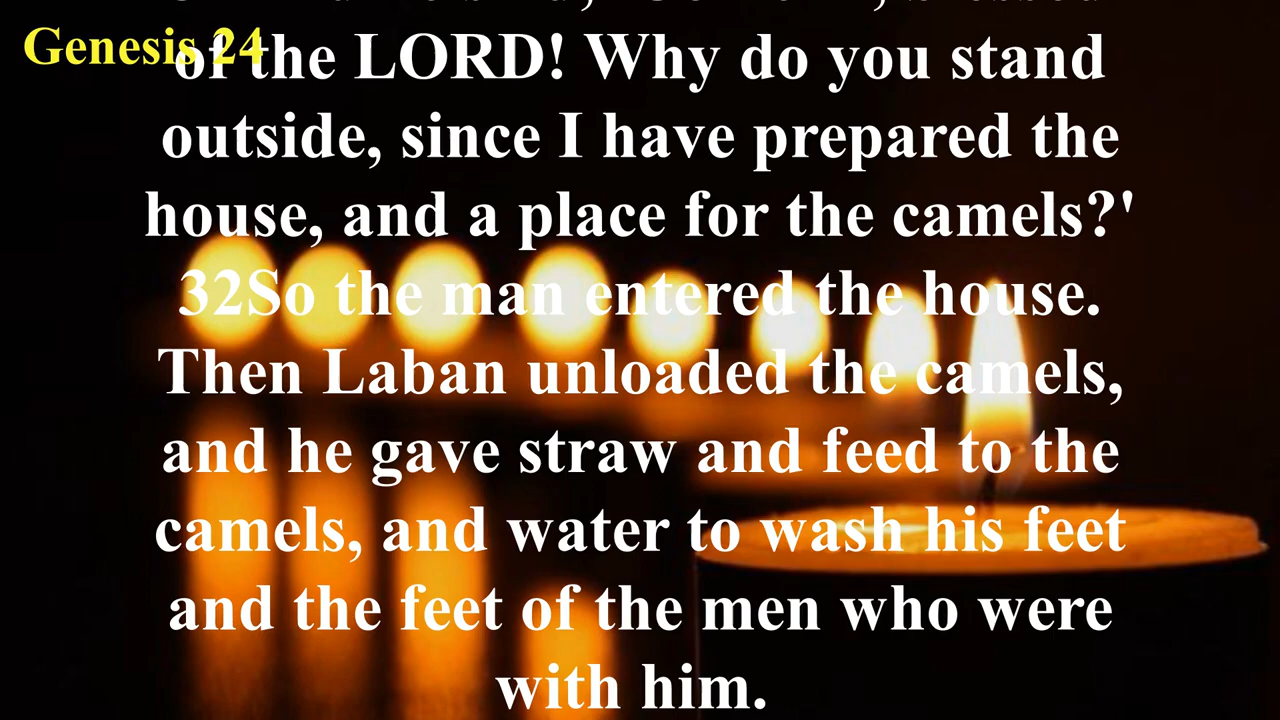 Genesis 24
of the LORD! Why do you stand
outside, since I have prepared the
house, and a place for the camels?'
32So the man entered the house.
Then Laban unloaded the camels,
and he gave straw and feed to the
camels, and water to wash his feet
and the feet of the men who were
with him.